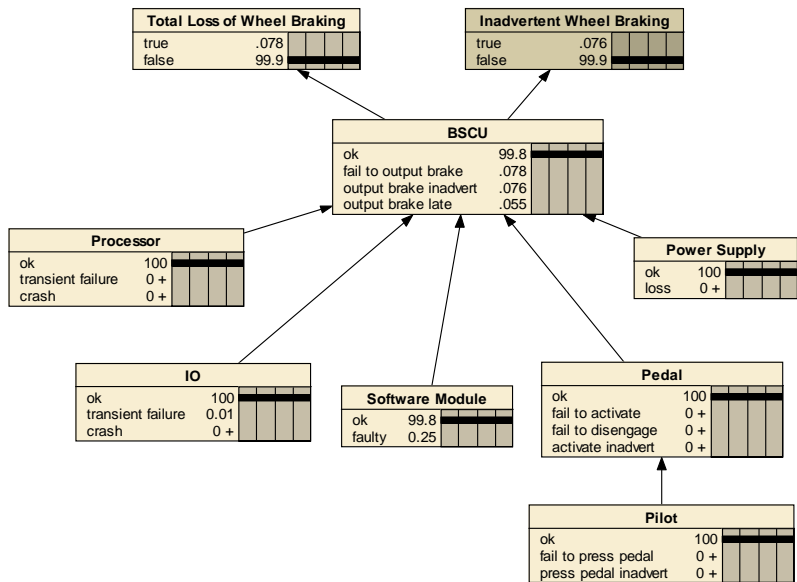 Total Loss of Wheel Braking
true .078
false 99.9
Inadvertent Wheel Braking
true .076
false 99.9
BSCU
ok 99.8
fail to output brake .078
output brake inadvert .076
output brake late .055
Processor
ok 100
transient failure 0 +
crash 0 +
Power Supply
ok 100
loss 0 +
IO
ok 100
transient failure 0.01
crash 0 +
Software Module
ok 99.8
faulty 0.25
Pedal
ok 100
fail to activate 0 +
fail to disengage 0 +
activate inadvert 0 +
Pilot
ok 100
fail to press pedal 0 +
press pedal inadvert 0 +